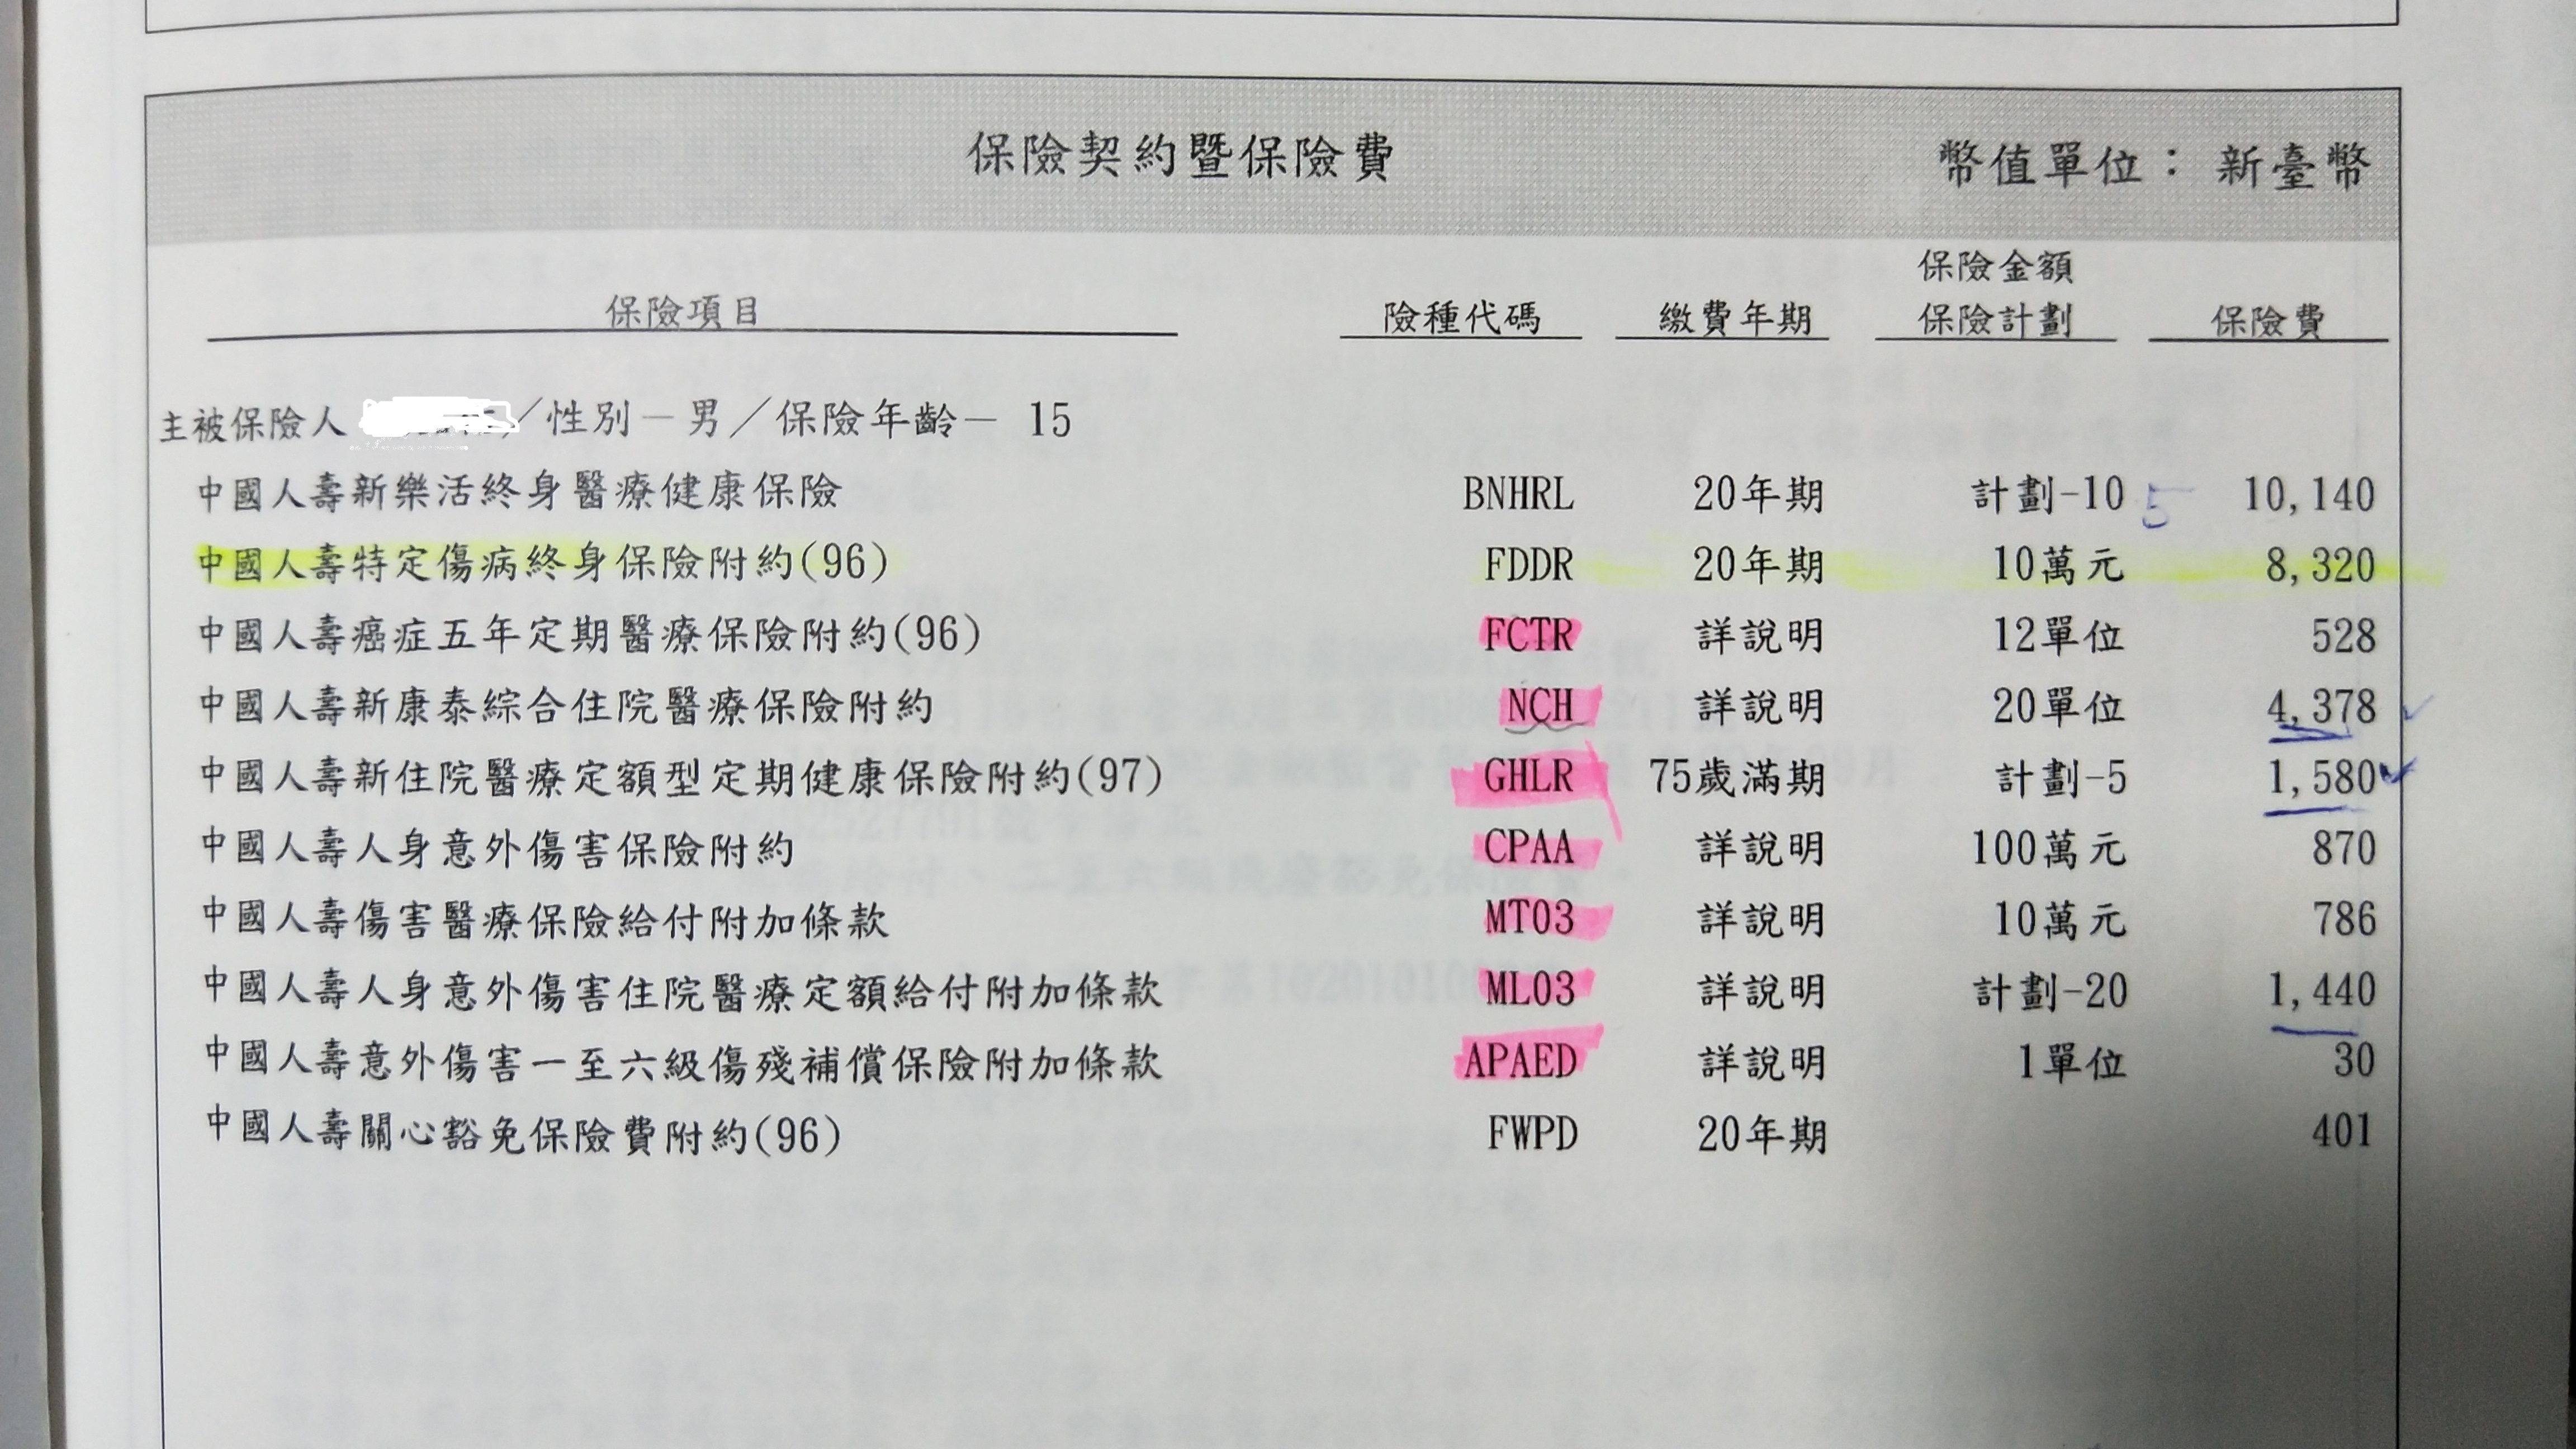 保險契約暨保險費 幣值單位：新臺幣
保險項目 險種代碼 繳費年期 保險金額 保險計劃 保險費
主被保險人 ／性別－男／保險年齡－ 15
中國人壽新樂活終身醫療健康保險 BNHRL 20年期 計劃-10 5 10,140
中國人壽特定傷病終身保險附約(96) FDDR 20年期 10萬元 8,320
中國人壽癌症五年定期醫療保險附約(96) FCTR 詳說明 12單位 528
中國人壽新康泰綜合住院醫療保險附約 NCH 詳說明 20單位 4,378
中國人壽新住院醫療定額型定期健康保險附約(97) GHLR 75歲滿期 計劃-5 1,580
中國人壽人身意外傷害保險附約 CPAA 詳說明 100萬元 870
中國人壽傷害醫療保險給付附加條款 MT03 詳說明 10萬元 786
中國人壽人身意外傷害住院醫療定額給付附加條款 ML03 詳說明 計劃-20 1,440
中國人壽意外傷害一至六級傷殘補償保險附加條款 APAED 詳說明 1單位 30
中國人壽關心豁免保險費附約(96) FWPD 20年期 401